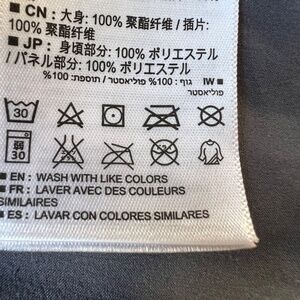 ■ CN : 大身: 100% 聚酯纤维 / 插片:
100% 聚酯纤维
■ JP : 身頃部分: 100% ポリエステル
/ パネル部分: 100% ポリエステル
■ IW : גוף : 100% פוליאסטר / תוספת: 100%
פוליאסטר
30
弱
30
■ EN : WASH WITH LIKE COLORS
■ FR : LAVER AVEC DES COULEURS
SIMILAIRES
■ ES : LAVAR CON COLORES SIMILARES